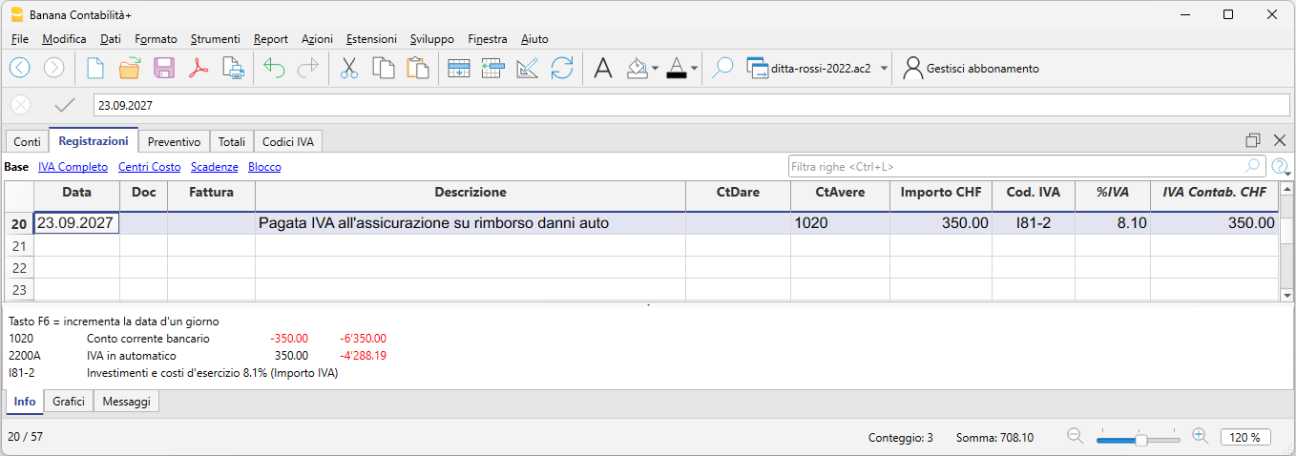 Banana Contabilità+
File Modifica Dati Formato Strumenti Report Azioni Estensioni Sviluppo Finestra Aiuto
ditta-rossi-2022.ac2 Gestisci abbonamento
23.09.2027
Conti Registrazioni Preventivo Totali Codici IVA
Base IVA Completo Centri Costo Scadenze Blocco Filtra righe <Ctrl+L>
Data Doc Fattura Descrizione CtDare CtAvere Importo CHF Cod. IVA %IVA IVA Contab. CHF
20 23.09.2027 Pagata IVA all'assicurazione su rimborso danni auto 1020 350.00 I81-2 8.10 350.00
21
22
23
Tasto F6 = incrementa la data d'un giorno
1020 Conto corrente bancario -350.00 -6'350.00
2200A IVA in automatico 350.00 -4'288.19
I81-2 Investimenti e costi d'esercizio 8.1% (Importo IVA)
Info Grafici Messaggi
20 / 57 Conteggio: 3 Somma: 708.10 120 %